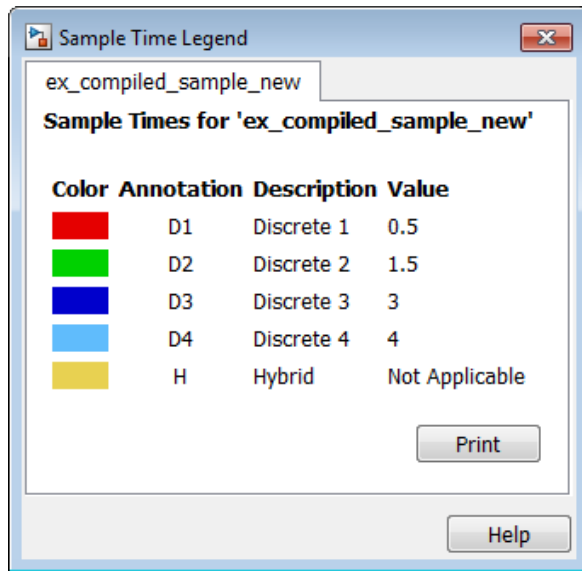 Sample Time Legend
ex_compiled_sample_new
Sample Times for 'ex_compiled_sample_new'
Color Annotation Description Value
D1 Discrete 1 0.5
D2 Discrete 2 1.5
D3 Discrete 3 3
D4 Discrete 4 4
H Hybrid Not Applicable
Print
Help